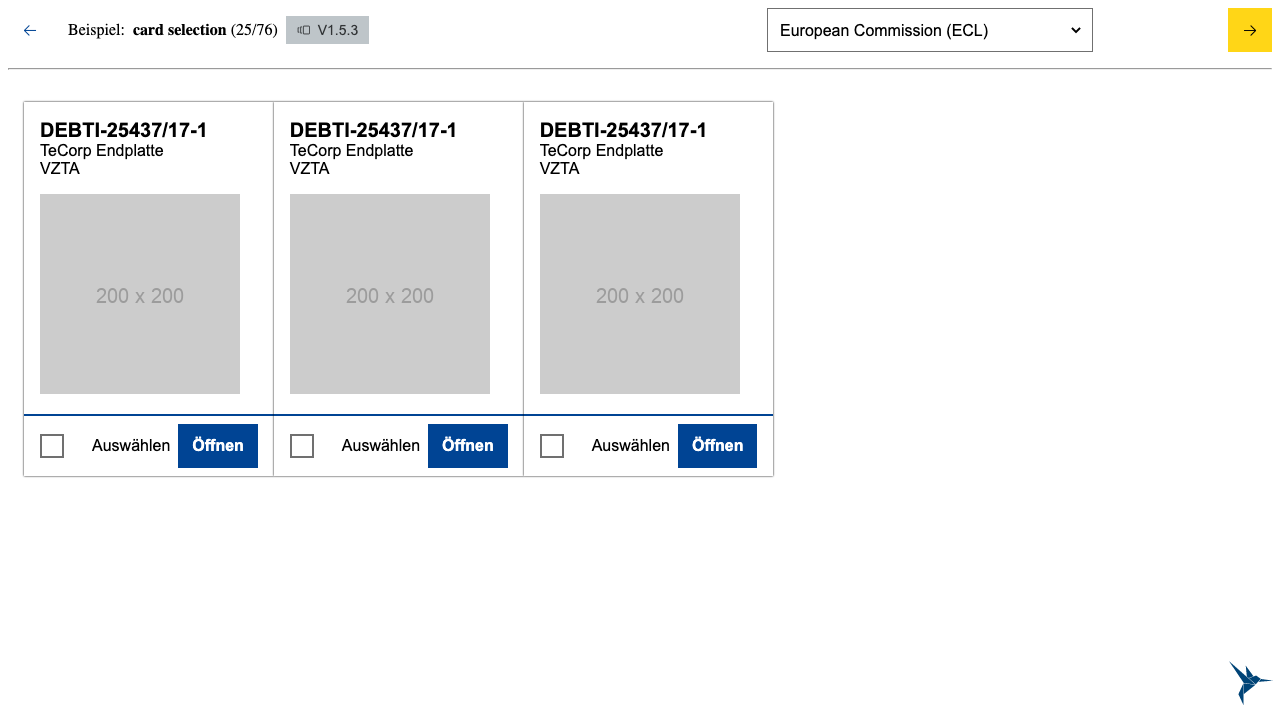 Beispiel: card selection (25/76) V1.5.3 European Commission (ECL)
DEBTI-25437/17-1 DEBTI-25437/17-1 DEBTI-25437/17-1
TeCorp Endplatte TeCorp Endplatte TeCorp Endplatte
VZTA VZTA VZTA
200 x 200 200 x 200 200 x 200
Auswählen Öffnen Auswählen Öffnen Auswählen Öffnen